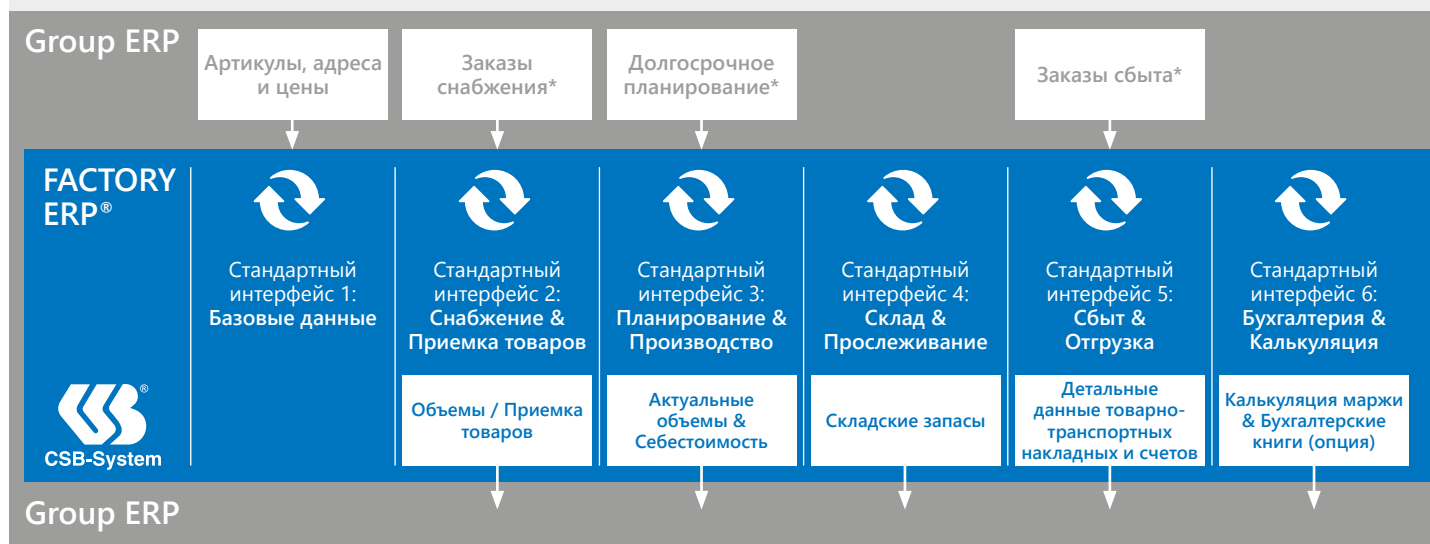 Group ERP
Артикулы, адреса
и цены
Заказы
снабжения*
Долгосрочное
планирование*
Заказы сбыта*
FACTORY
ERP®
Стандартный
интерфейс 1:
Базовые данные
Стандартный
интерфейс 2:
Снабжение &
Приемка товаров
Стандартный
интерфейс 3:
Планирование &
Производство
Стандартный
интерфейс 4:
Склад &
Прослеживание
Стандартный
интерфейс 5:
Сбыт &
Отгрузка
Стандартный
интерфейс 6:
Бухгалтерия &
Калькуляция
®
CSB-System
Объемы / Приемка
товаров
Актуальные
объемы &
Себестоимость
Складские запасы
Детальные
данные товарно-
транспортных
накладных и счетов
Калькуляция маржи
& Бухгалтерские
книги (опция)
Group ERP